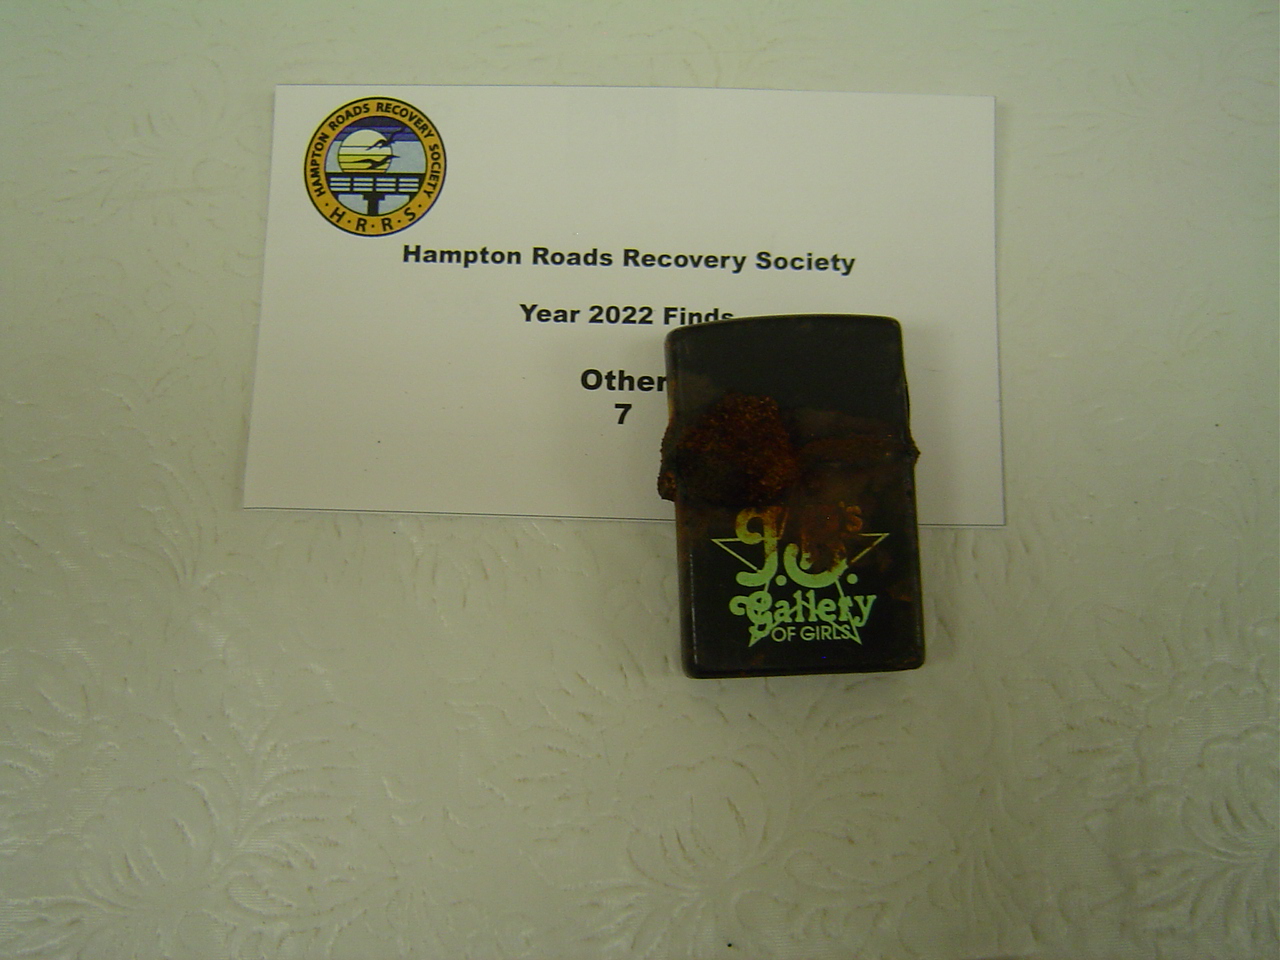 HAMPTON ROADS RECOVERY SOCIETY
· H · R · R · S ·
Hampton Roads Recovery Society
Year 2022 Finds
Other
7
Gallery
OF GIRLS